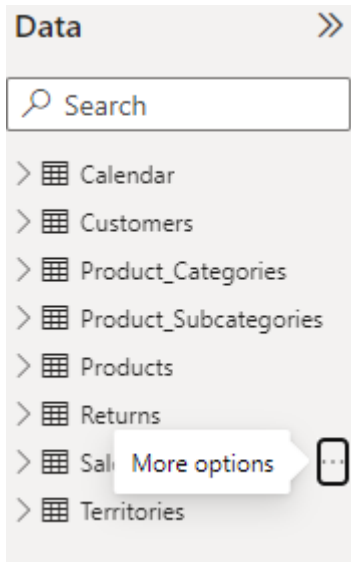 Data
Search
Calendar
Customers
Product_Categories
Product_Subcategories
Products
Returns
Sal More options
Territories